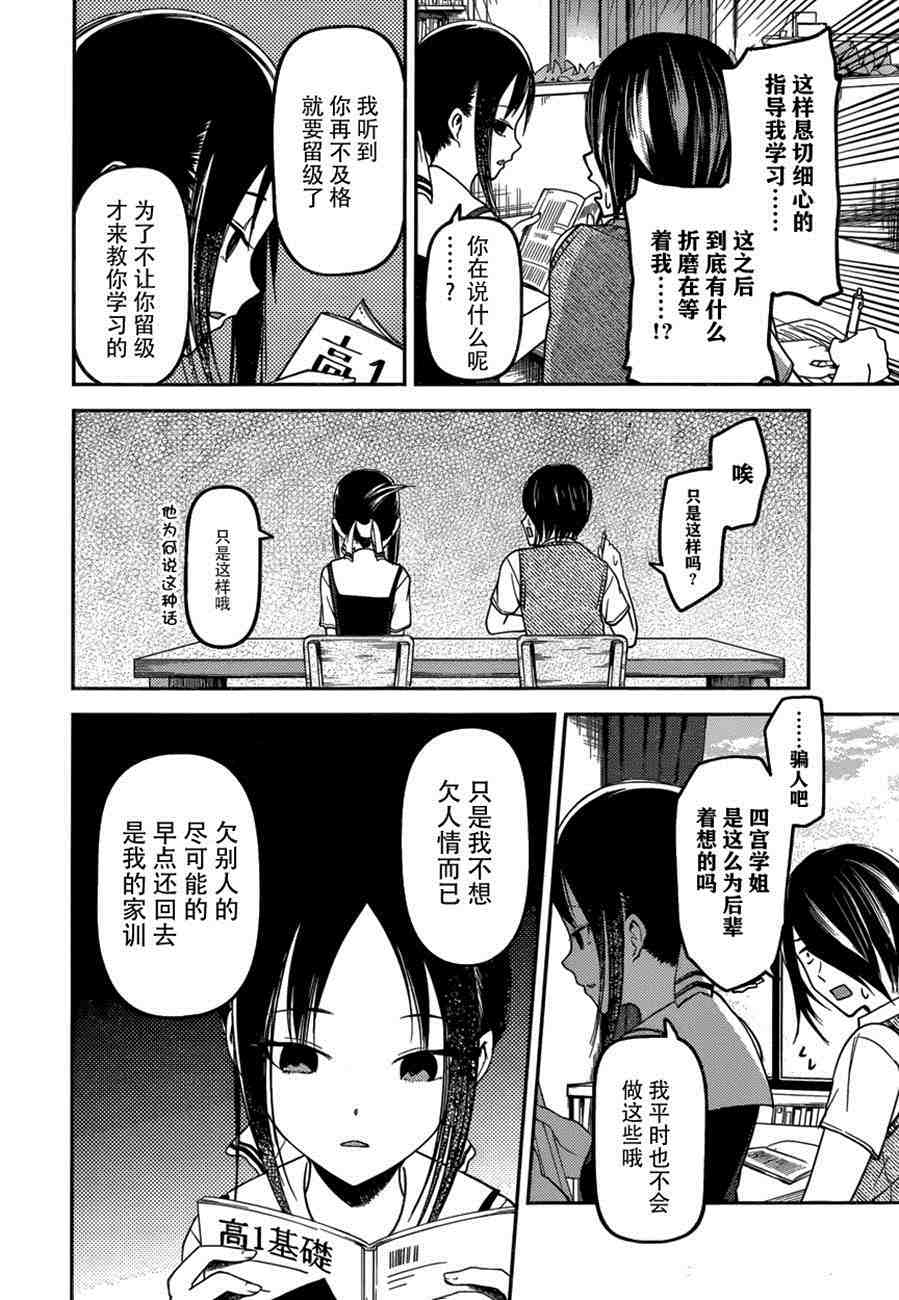 这样恳切细心的
指导我学习……
这之后
到底有什么
折磨在等
着我……!?
你在说什么呢
……?
我听到
你再不及格
就要留级了
为了不让你留级
才来教你学习的
高1
唉
只是这样吗?
只是这样哦
他为何说这种话
……骗人吧
四宫学姐
是这么为后辈
着想的吗
我平时也不会
做这些哦
只是我不想
欠人情而已
欠别人的
尽可能的
早点还回去
是我的家训
高1基礎